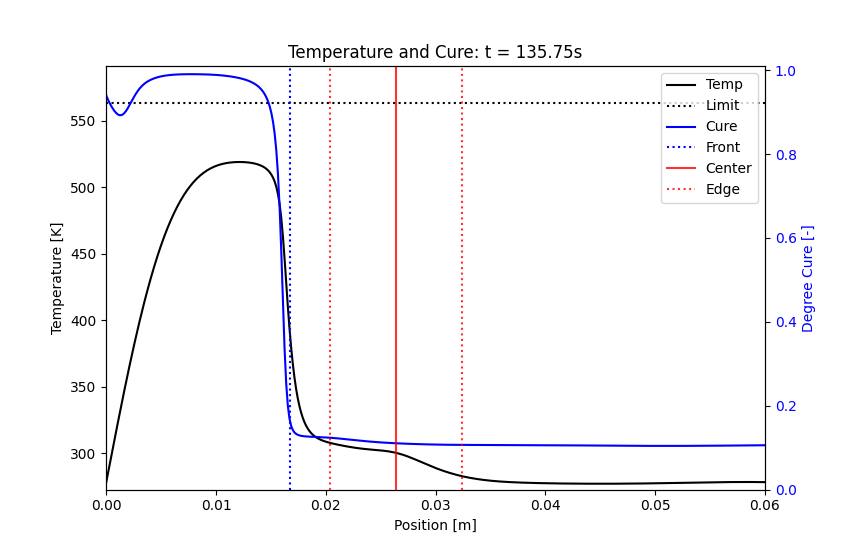 Temperature and Cure: t = 135.75s
Temp
Limit
Cure
Front
Center
Edge
550
500
450
400
350
300
Temperature [K]
1.0
0.8
0.6
0.4
0.2
0.0
Degree Cure [-]
0.00 0.01 0.02 0.03 0.04 0.05 0.06
Position [m]